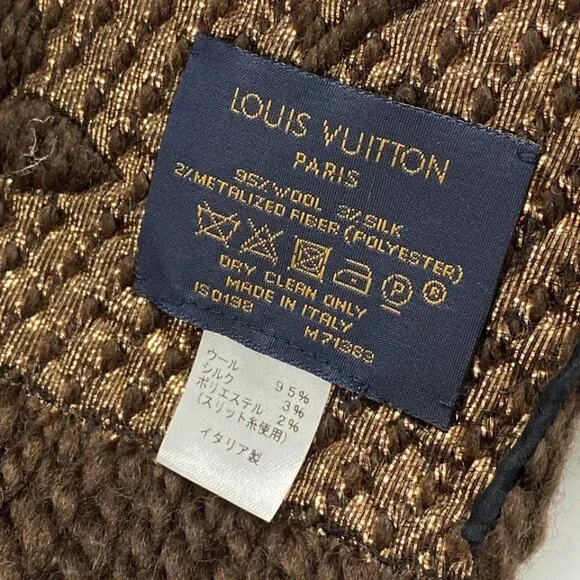 LOUIS VUITTON
PARIS
95% WOOL 3% SILK
2% METALIZED FIBER (POLYESTER)
P
DRY CLEAN ONLY
MADE IN ITALY
IS0198 M71383
ウール 95%
シルク 3%
ポリエステル 2%
(スリット糸使用)
イタリア製